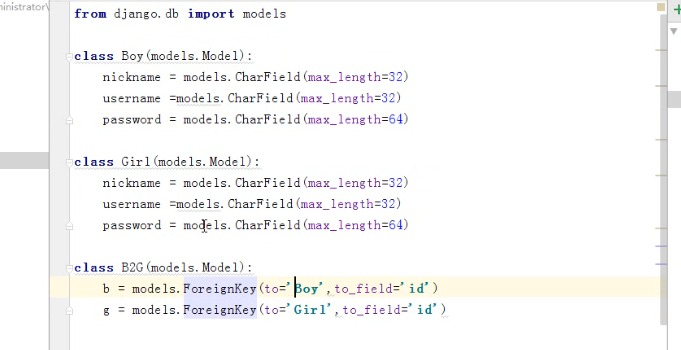 ministrator\
from django.db import models
class Boy(models.Model):
    nickname = models.CharField(max_length=32)
    username =models.CharField(max_length=32)
    password = models.CharField(max_length=64)
class Girl(models.Model):
    nickname = models.CharField(max_length=32)
    username =models.CharField(max_length=32)
    password = models.CharField(max_length=64)
class B2G(models.Model):
    b = models.ForeignKey(to='Boy',to_field='id')
    g = models.ForeignKey(to='Girl',to_field='id')